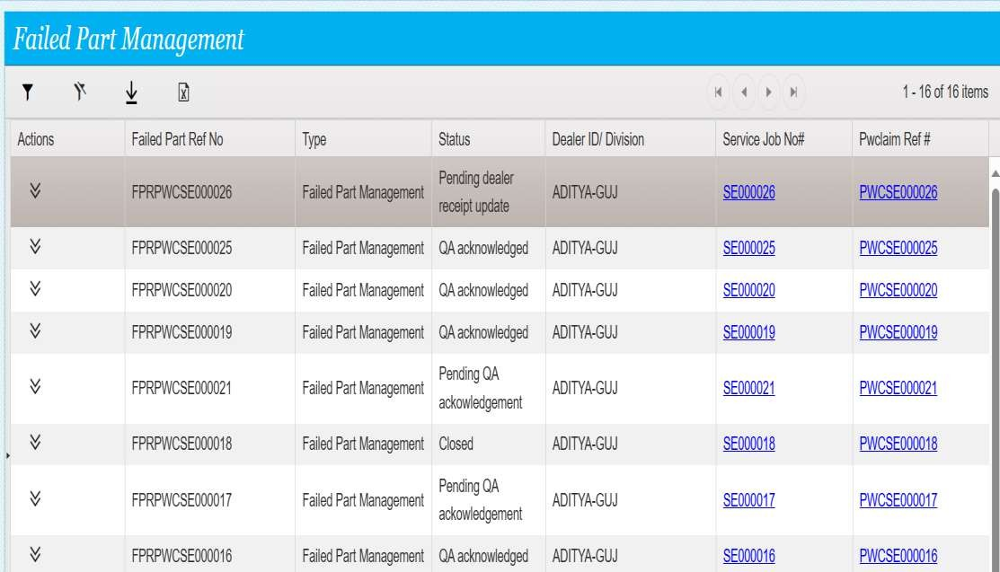 Failed Part Management
1 - 16 of 16 items
Actions Failed Part Ref No Type Status Dealer ID/ Division Service Job No# Pwclaim Ref #
FPRPWCSE000026 Failed Part Management Pending dealer receipt update ADITYA-GUJ SE000026 PWCSE000026
FPRPWCSE000025 Failed Part Management QA acknowledged ADITYA-GUJ SE000025 PWCSE000025
FPRPWCSE000020 Failed Part Management QA acknowledged ADITYA-GUJ SE000020 PWCSE000020
FPRPWCSE000019 Failed Part Management QA acknowledged ADITYA-GUJ SE000019 PWCSE000019
FPRPWCSE000021 Failed Part Management Pending QA ackowledgement ADITYA-GUJ SE000021 PWCSE000021
FPRPWCSE000018 Failed Part Management Closed ADITYA-GUJ SE000018 PWCSE000018
FPRPWCSE000017 Failed Part Management Pending QA ackowledgement ADITYA-GUJ SE000017 PWCSE000017
FPRPWCSE000016 Failed Part Management QA acknowledged ADITYA-GUJ SE000016 PWCSE000016